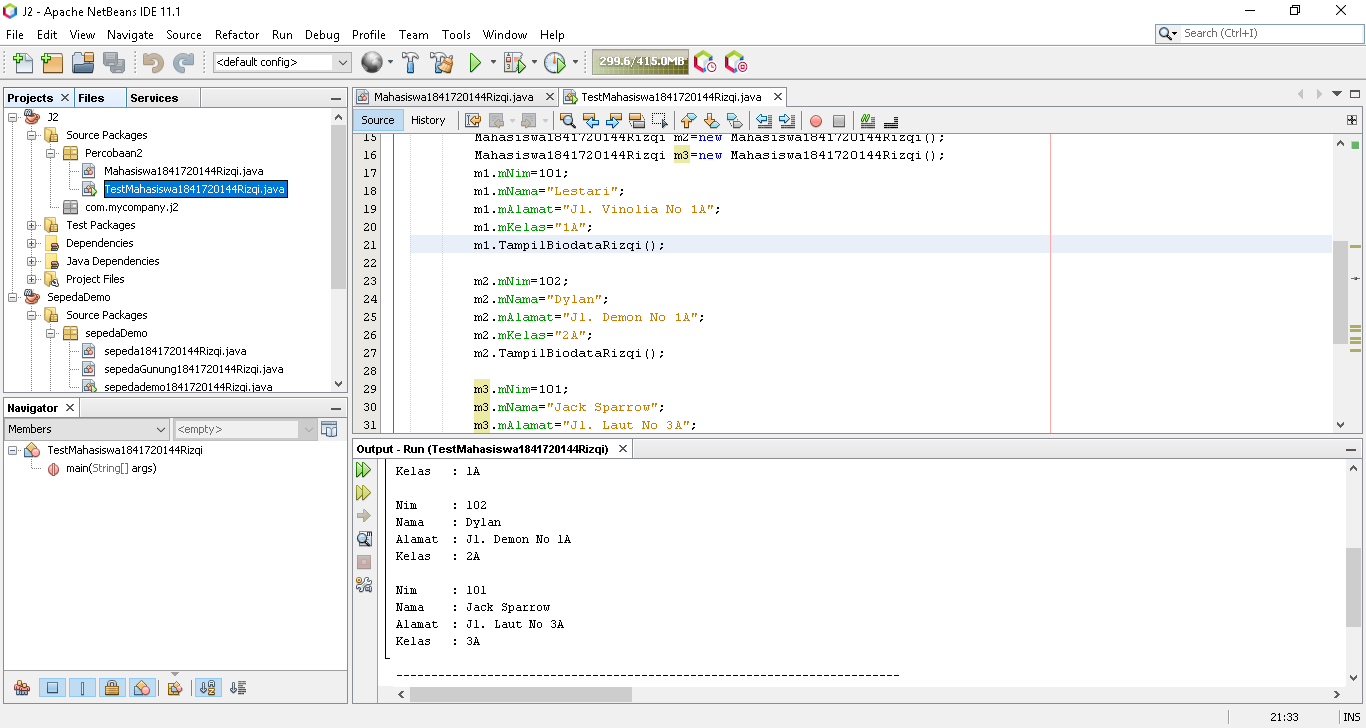 J2 - Apache NetBeans IDE 11.1
File Edit View Navigate Source Refactor Run Debug Profile Team Tools Window Help
Search (Ctrl+I)
<default config>
299.6/415.0MB
Projects Files Services
J2
Source Packages
Percobaan2
Mahasiswa1841720144Rizqi.java
TestMahasiswa1841720144Rizqi.java
com.mycompany.j2
Test Packages
Dependencies
Java Dependencies
Project Files
SepedaDemo
Source Packages
sepedaDemo
sepeda1841720144Rizqi.java
sepedaGunung1841720144Rizqi.java
sepedademo1841720144Rizqi.java
Navigator
Members
<empty>
TestMahasiswa1841720144Rizqi
main(String[] args)
Mahasiswa1841720144Rizqi.java TestMahasiswa1841720144Rizqi.java
Source History
15 Mahasiswa1841720144Rizqi m2=new Mahasiswa1841720144Rizqi();
16 Mahasiswa1841720144Rizqi m3=new Mahasiswa1841720144Rizqi();
17 m1.mNim=101;
18 m1.mNama="Lestari";
19 m1.mAlamat="Jl. Vinolia No 1A";
20 m1.mKelas="1A";
21 m1.TampilBiodataRizqi();
22
23 m2.mNim=102;
24 m2.mNama="Dylan";
25 m2.mAlamat="Jl. Demon No 1A";
26 m2.mKelas="2A";
27 m2.TampilBiodataRizqi();
28
29 m3.mNim=101;
30 m3.mNama="Jack Sparrow";
31 m3.mAlamat="Jl. Laut No 3A";
Output - Run (TestMahasiswa1841720144Rizqi)
Kelas : 1A
Nim : 102
Nama : Dylan
Alamat : Jl. Demon No 1A
Kelas : 2A
Nim : 101
Nama : Jack Sparrow
Alamat : Jl. Laut No 3A
Kelas : 3A
------------------------------------------------------------------------
21:33 INS